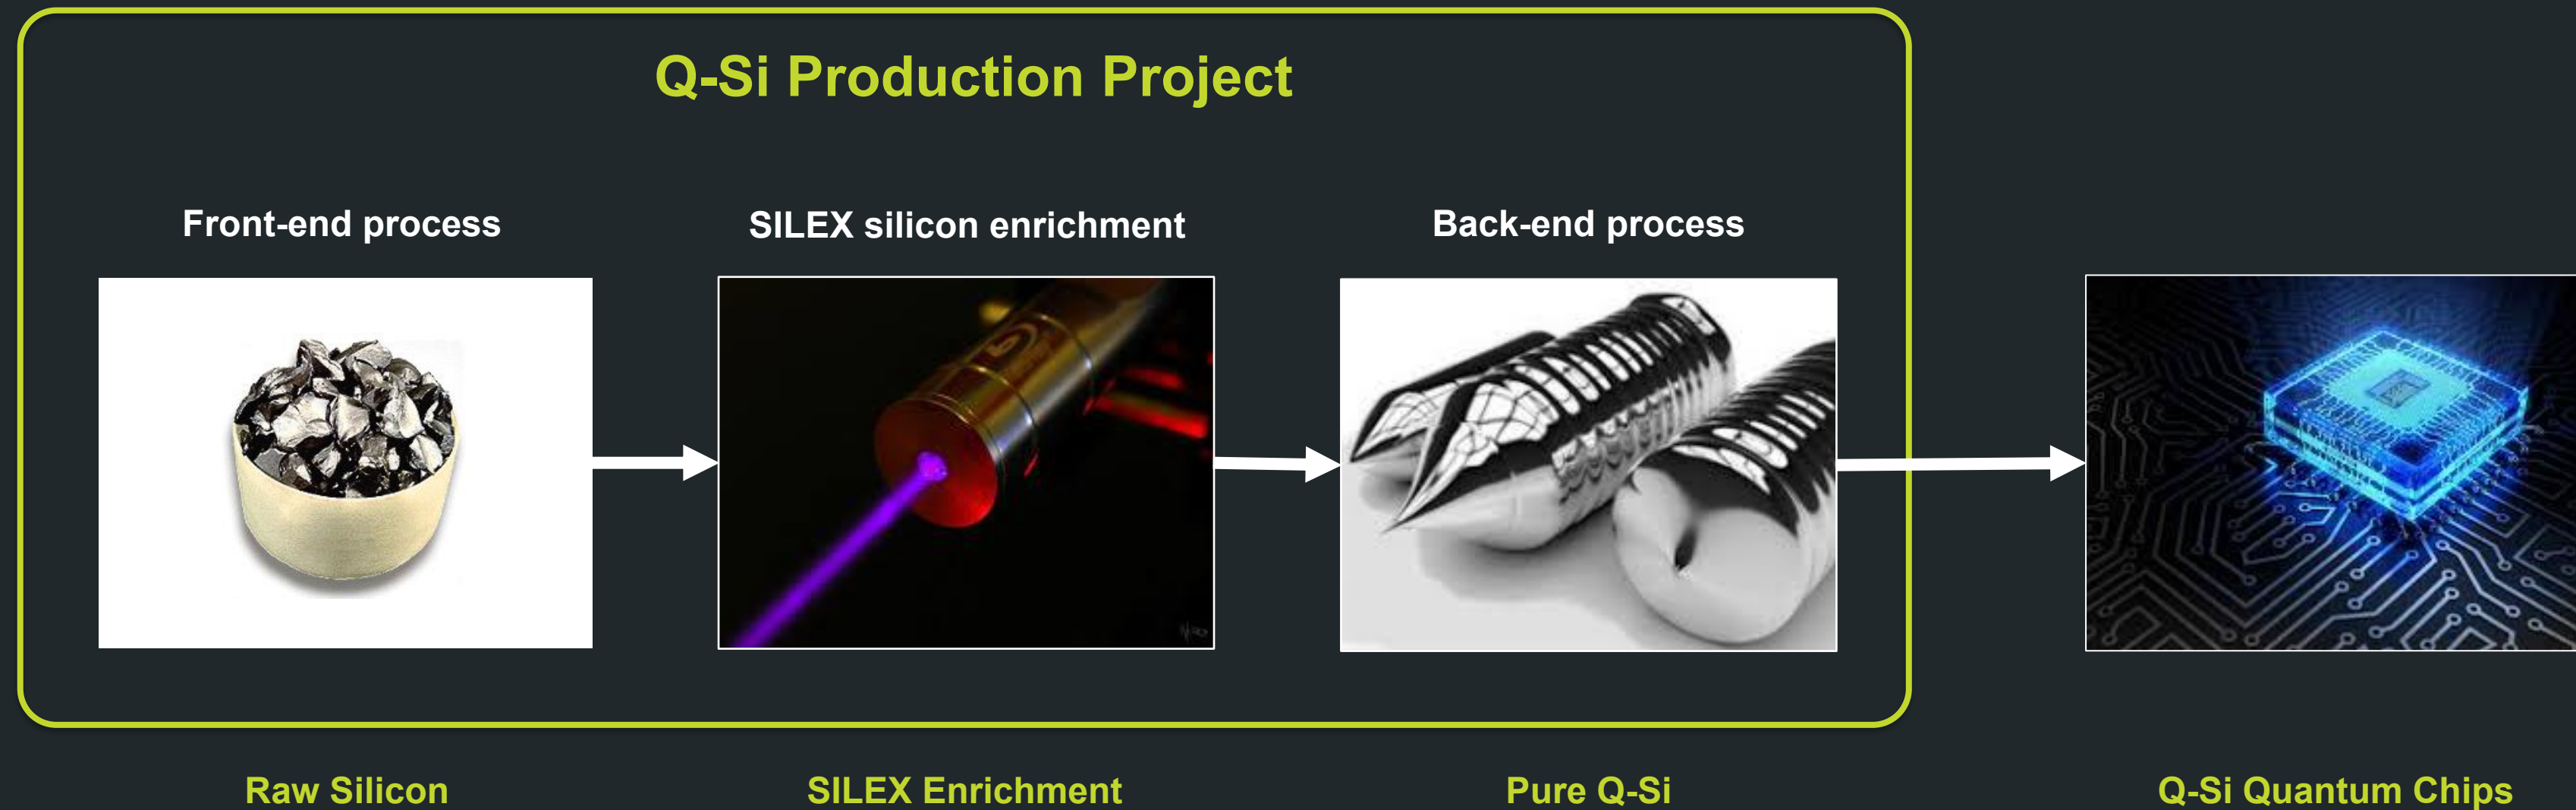 Q-Si Production Project
Front-end process
SILEX silicon enrichment
Back-end process
Raw Silicon
SILEX Enrichment
Pure Q-Si
Q-Si Quantum Chips